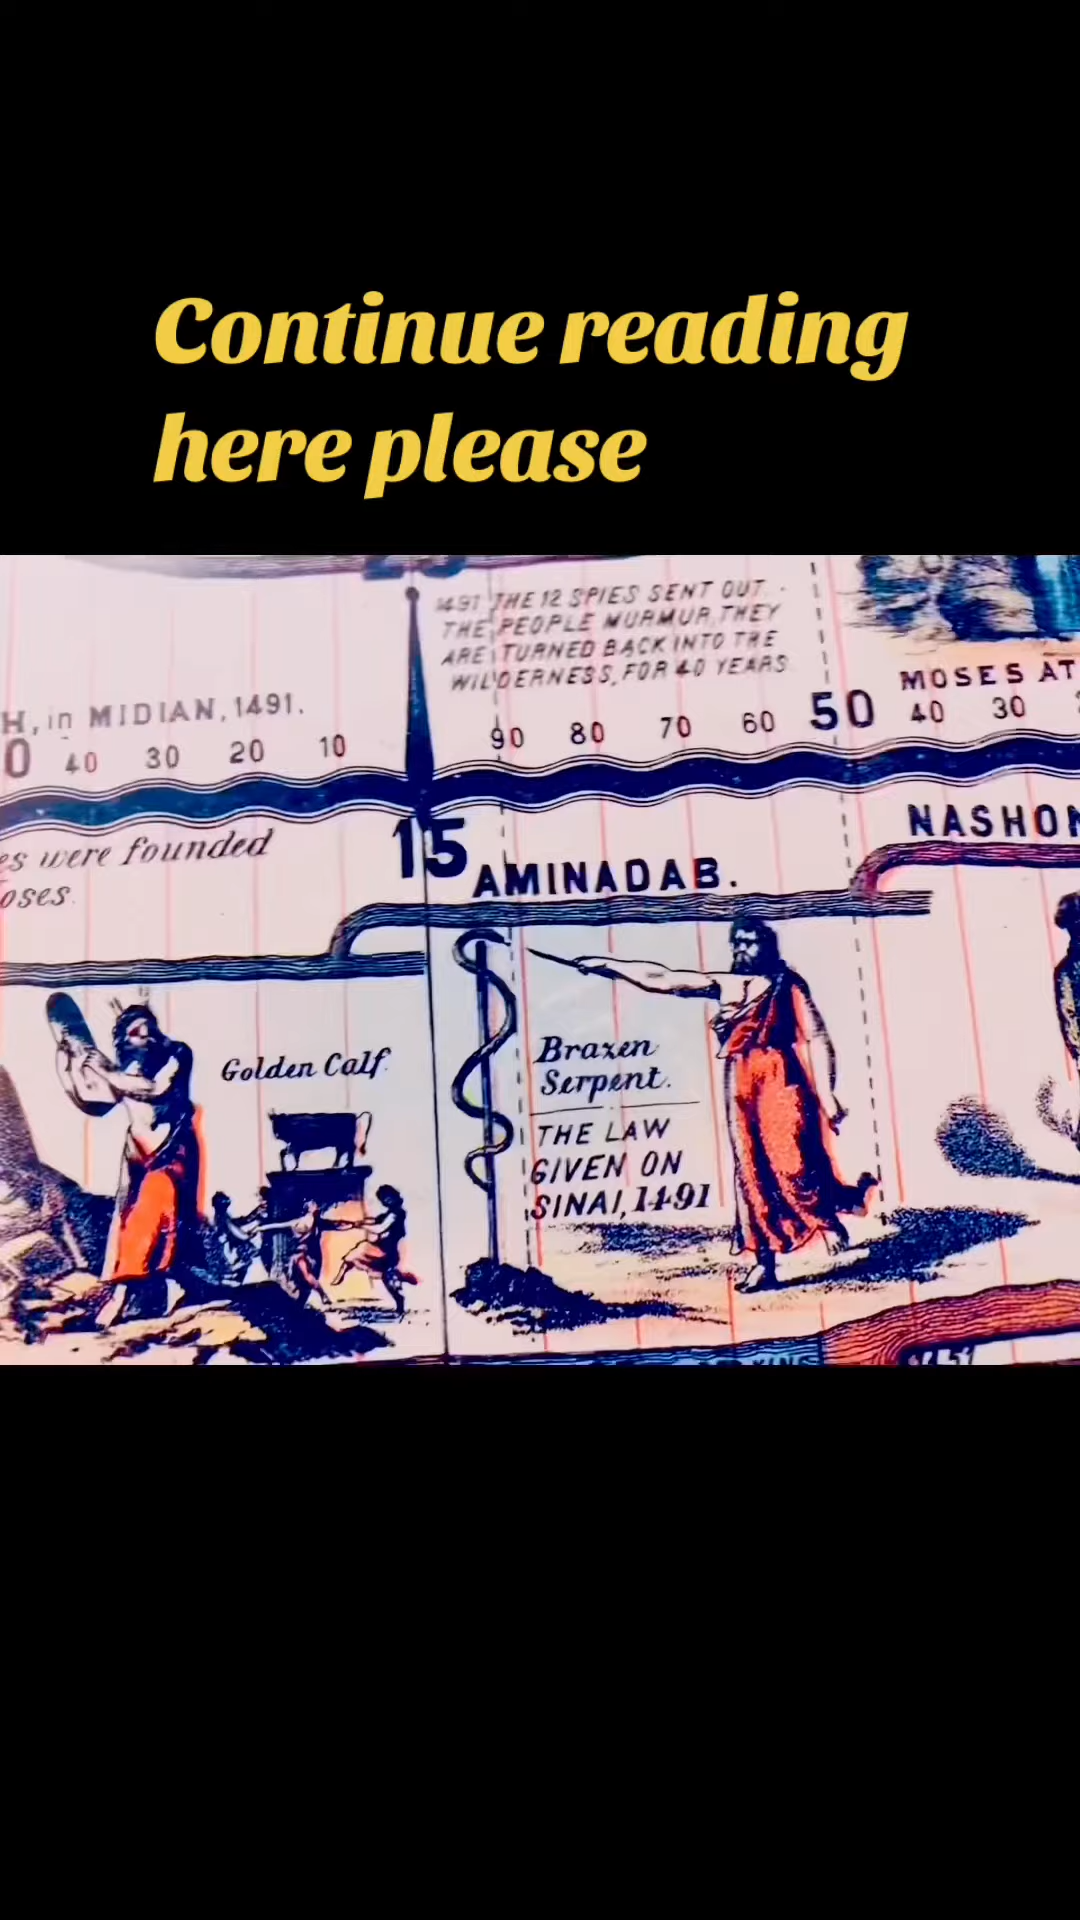 Continue reading
here please
1491 THE 12 SPIES SENT OUT.
THE PEOPLE MURMUR, THEY
ARE TURNED BACK INTO THE
WILDERNESS, FOR 40 YEARS
H, in MIDIAN, 1491.
MOSES AT
0 40 30 20 10 90 80 70 60 50 40 30
es were founded
oses.
15
AMINADAB.
NASHON
Golden Calf.
Brazen
Serpent.
THE LAW
GIVEN ON
SINAI, 1491